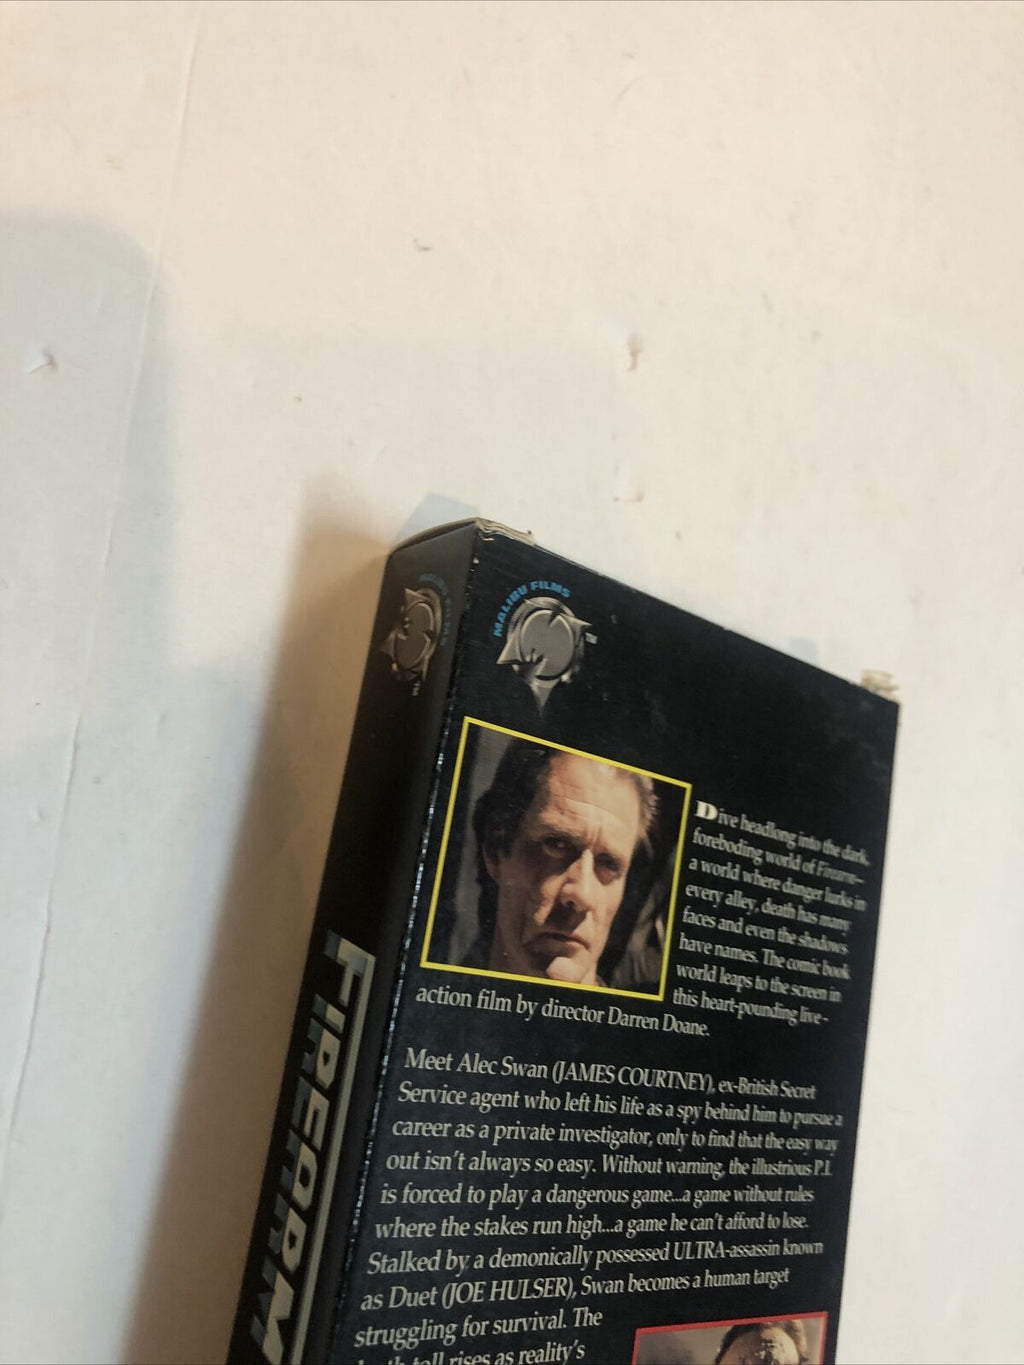 MALIBU FILMS
TM
MALIBU FILMS
TM
FIREARM
Dive headlong into the dark,
foreboding world of Firearm—
a world where danger lurks in
every alley, death has many
faces and even the shadows
have names. The comic book
world leaps to the screen in
this heart-pounding live-
action film by director Darren Doane.
Meet Alec Swan (JAMES COURTNEY), ex-British Secret
Service agent who left his life as a spy behind him to pursue a
career as a private investigator, only to find that the easy way
out isn't always so easy. Without warning, the illustrious P.I.
is forced to play a dangerous game...a game without rules
where the stakes run high...a game he can't afford to lose.
Stalked by a demonically possessed ULTRA-assassin known
as Duet (JOE HULSER), Swan becomes a human target
struggling for survival. The
toll rises as reality's